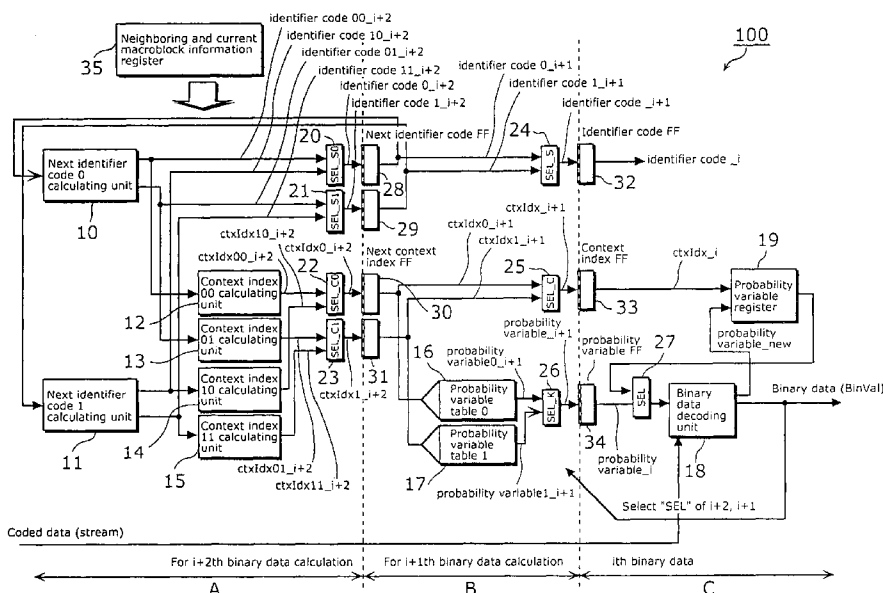 Neighboring and current
macroblock information
register
35
identifier code 00_i+2
identifier code 10_i+2
identifier code 01_i+2
identifier code 11_i+2
identifier code 0_i+2
identifier code 1_i+2
identifier code 0_i+1
identifier code 1_i+1
identifier code _i+1
100
20
SEL_S0
Next identifier code FF
24
SEL_S
Identifier code FF
identifier code _i
Next identifier
code 0
calculating unit
10
21
SEL_S1
28
29
32
ctxIdx10_i+2
ctxIdx00_i+2
ctxIdx0_i+2
22
SEL_C0
Next context
index FF
ctxIdx0_i+1
ctxIdx1_i+1
ctxIdx_i+1
25
SEL_C
Context
index FF
ctxIdx_i
19
Probability
variable
register
Context index
00 calculating
unit
12
30
33
Context index
01 calculating
unit
13
SEL_C1
23
31
ctxIdx1_i+2
16
probability
variable0_i+1
probability
variable_i+1
26
probability
variable FF
27
probability
variable_new
Next identifier
code 1
calculating unit
11
Context index
10 calculating
unit
14
Probability
variable
table 0
SEL_K
SEL
Binary
data
decoding
unit
18
Binary data (BinVal)
Context index
11 calculating
unit
15
Probability
variable
table 1
17
34
probability
variable_i
ctxIdx01_i+2
ctxIdx11_i+2
probability variable1_i+1
Select "SEL" of i+2, i+1
Coded data (stream)
For i+2th binary data calculation
For i+1th binary data calculation
ith binary data
A
B
C